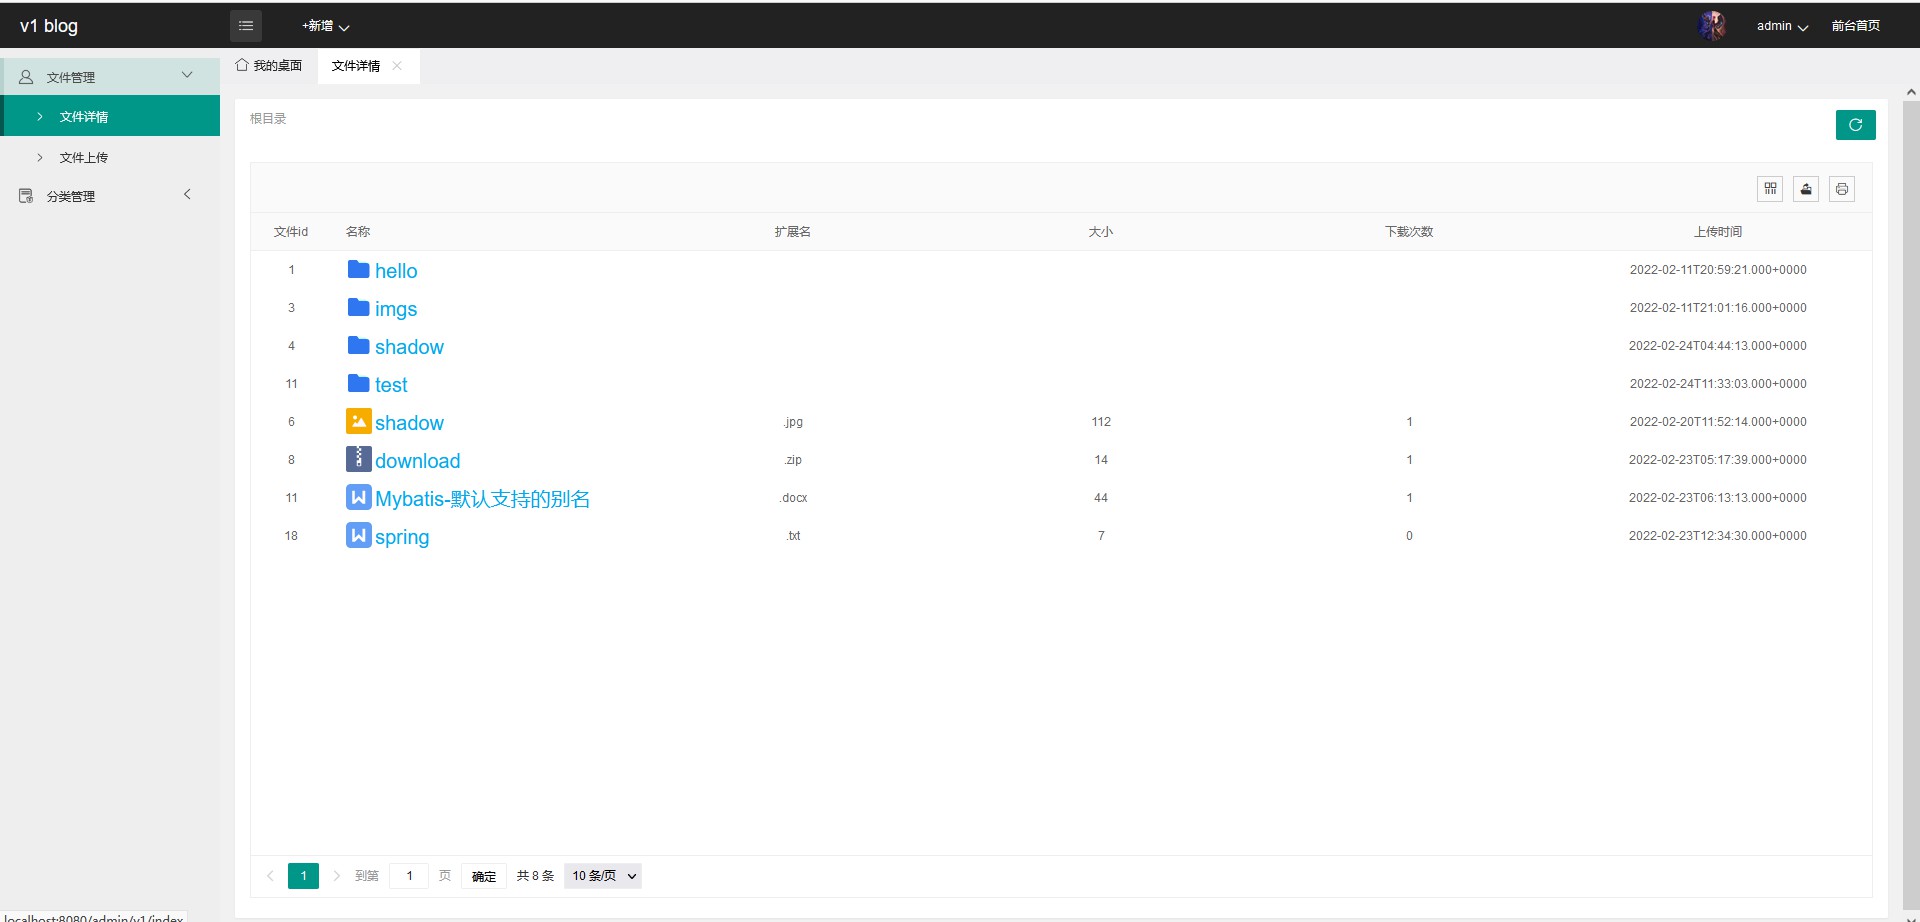 v1 blog
+新增
admin
前台首页
文件管理
文件详情
文件上传
分类管理
我的桌面 文件详情
根目录
文件id 名称 扩展名 大小 下载次数 上传时间
1 hello 2022-02-11T20:59:21.000+0000
3 imgs 2022-02-11T21:01:16.000+0000
4 shadow 2022-02-24T04:44:13.000+0000
11 test 2022-02-24T11:33:03.000+0000
6 shadow .jpg 112 1 2022-02-20T11:52:14.000+0000
8 download .zip 14 1 2022-02-23T05:17:39.000+0000
11 Mybatis-默认支持的别名 .docx 44 1 2022-02-23T06:13:13.000+0000
18 spring .txt 7 0 2022-02-23T12:34:30.000+0000
1 到第 1 页 确定 共 8 条 10 条/页
localhost:8080/admin/v1/index